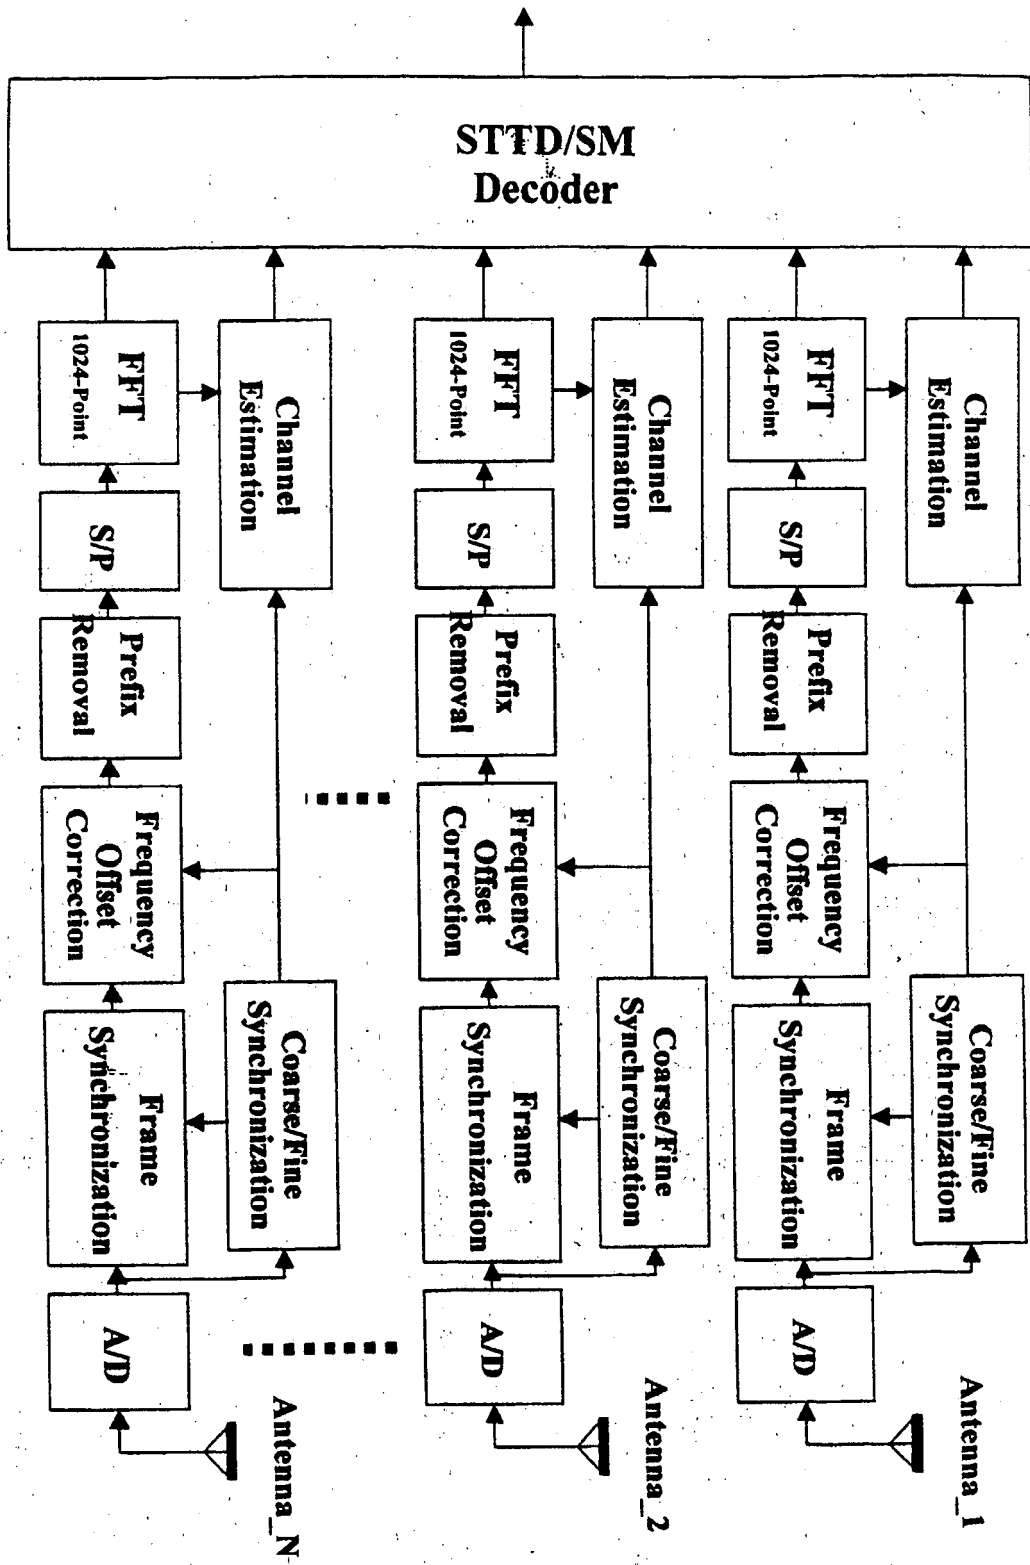 STTD/SM
Decoder
Channel
Estimation
Coarse/Fine
Synchronization
Antenna_1
FFT
1024-Point
S/P
Prefix
Removal
Frequency
Offset
Correction
Frame
Synchronization
A/D
Channel
Estimation
Coarse/Fine
Synchronization
Antenna_2
FFT
1024-Point
S/P
Prefix
Removal
Frequency
Offset
Correction
Frame
Synchronization
A/D
Channel
Estimation
Coarse/Fine
Synchronization
Antenna_N
FFT
1024-Point
S/P
Prefix
Removal
Frequency
Offset
Correction
Frame
Synchronization
A/D